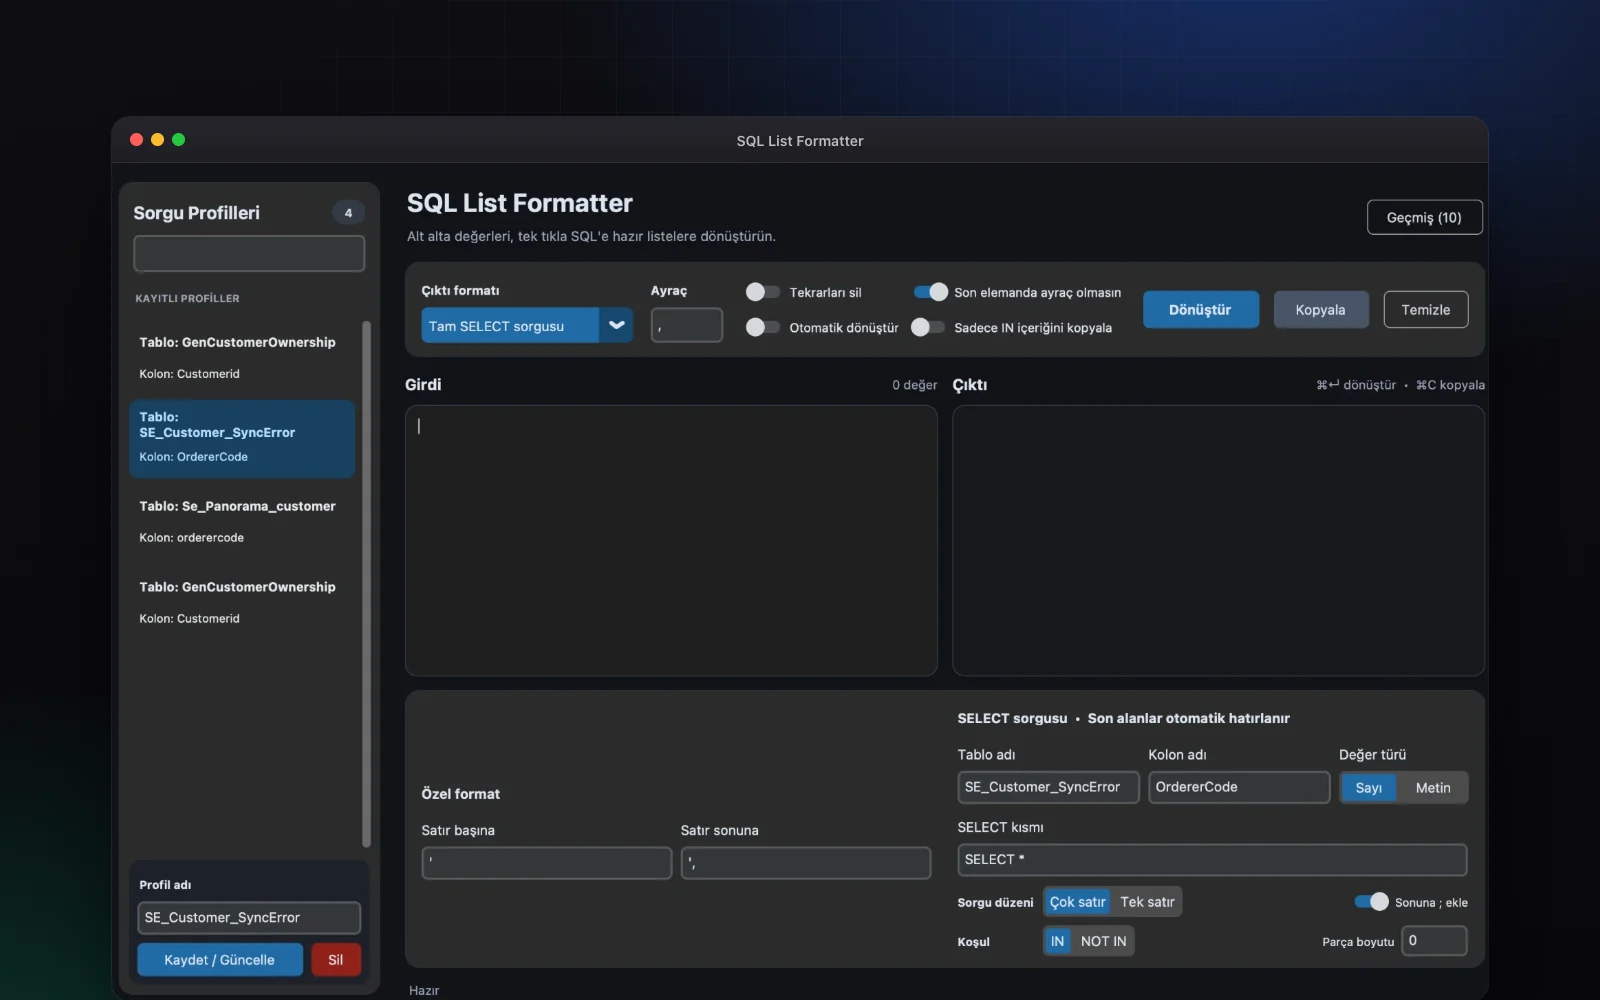 SQL List Formatter
Sorgu Profilleri
4
KAYITLI PROFİLLER
Tablo: GenCustomerOwnership
Kolon: Customerid
Tablo:
SE_Customer_SyncError
Kolon: OrdererCode
Tablo: Se_Panorama_customer
Kolon: orderercode
Tablo: GenCustomerOwnership
Kolon: Customerid
Profil adı
SE_Customer_SyncError
Kaydet / Güncelle
Sil
SQL List Formatter
Alt alta değerleri, tek tıkla SQL'e hazır listelere dönüştürün.
Geçmiş (10)
Çıktı formatı
Tam SELECT sorgusu
Ayraç
,
Tekrarları sil
Son elemanda ayraç olmasın
Otomatik dönüştür
Sadece IN içeriğini kopyala
Dönüştür
Kopyala
Temizle
Girdi
0 değer
Çıktı
⌘↵ dönüştür • ⌘C kopyala
Özel format
Satır başına
Satır sonuna
'
',
SELECT sorgusu • Son alanlar otomatik hatırlanır
Tablo adı
Kolon adı
Değer türü
SE_Customer_SyncError
OrdererCode
Sayı
Metin
SELECT kısmı
SELECT *
Sorgu düzeni
Çok satır
Tek satır
Sonuna ; ekle
Koşul
IN
NOT IN
Parça boyutu
0
Hazır